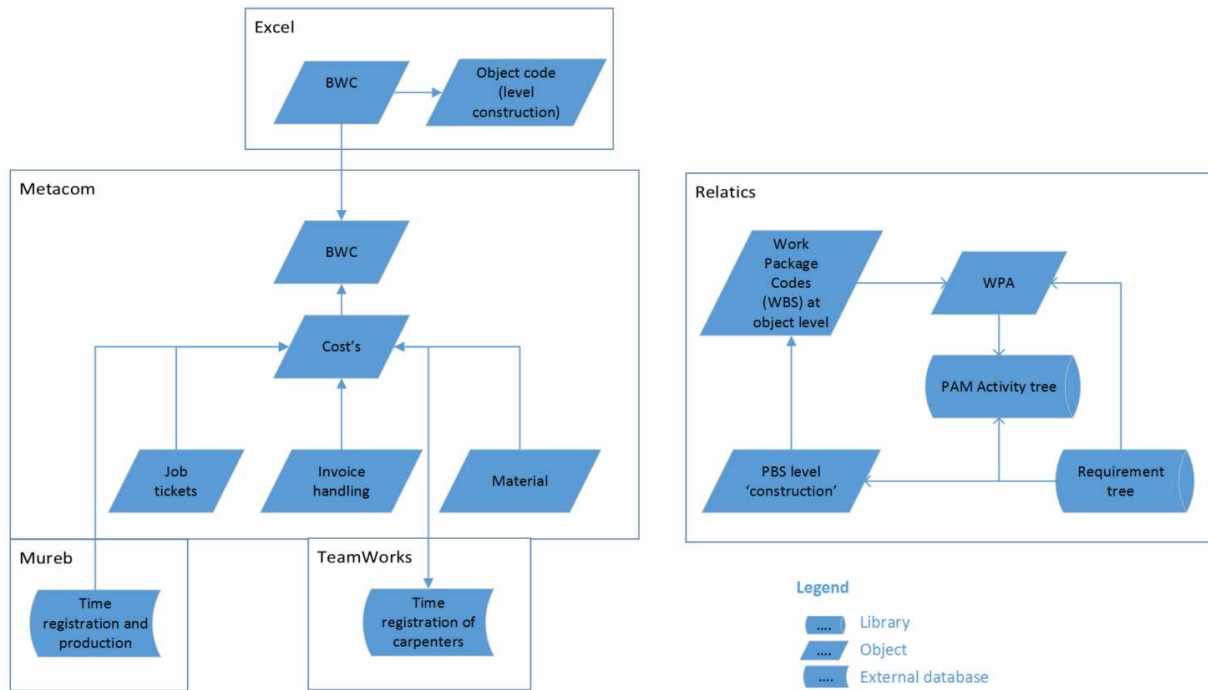 Excel
BWC
Object code
(level
construction)
Metacom
BWC
Cost's
Job
tickets
Invoice
handling
Material
Mureb
Time
registration and
production
TeamWorks
Time
registration of
carpenters
Relatics
Work
Package
Codes
(WBS) at
object level
WPA
PAM Activity tree
PBS level
‘construction’
Requirement
tree
Legend
.... Library
.... Object
.... External database